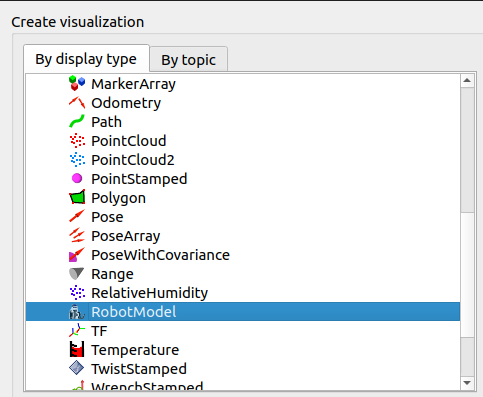 Create visualization
By display type
By topic
MarkerArray
Odometry
Path
PointCloud
PointCloud2
PointStamped
Polygon
Pose
PoseArray
PoseWithCovariance
Range
RelativeHumidity
RobotModel
TF
Temperature
TwistStamped
WrenchStamped